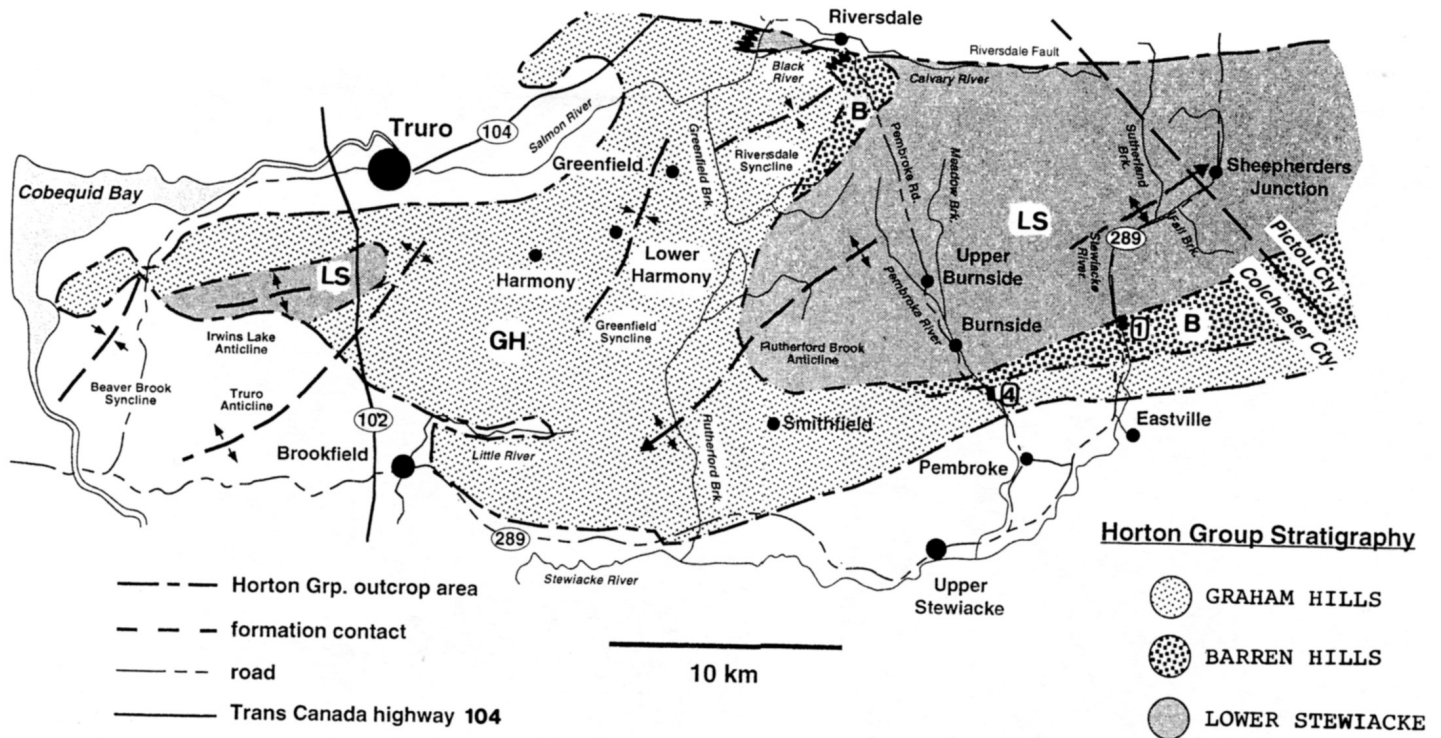 Riversdale
Riversdale Fault
Black
River
Calvary River
B
104
Truro
Salmon River
Greenfield
Greenfield Brk.
Riversdale
Syncline
Pembroke Rd.
Meadow Brk.
Sutherland
Brk.
Sheepherders
Junction
Cobequid Bay
LS
289
Fall Brk.
Stewiacke
River
Pictou Cty
Colchester Cty
LS
Harmony
Lower
Harmony
Upper
Burnside
Pembroke River
Burnside
1
B
Irwins Lake
Anticline
GH
Greenfield
Syncline
Rutherford Brook
Anticline
Beaver Brook
Syncline
Truro
Anticline
4
102
Smithfield
Eastville
Brookfield
Little River
Rutherford Brk.
Pembroke
289
Stewiacke River
Upper
Stewiacke
Horton Grp. outcrop area
formation contact
road
Trans Canada highway 104
10 km
Horton Group Stratigraphy
GRAHAM HILLS
BARREN HILLS
LOWER STEWIACKE